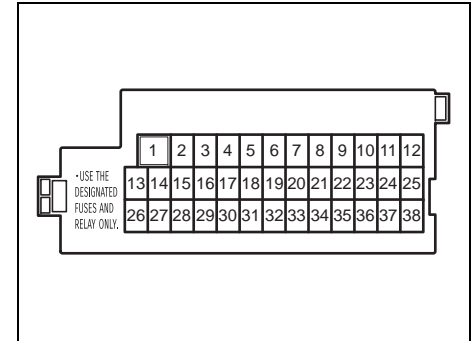 1 2 3 4 5 6 7 8 9 10 11 12
•USE THE
DESIGNATED
FUSES AND
RELAY ONLY.
13 14 15 16 17 18 19 20 21 22 23 24 25
26 27 28 29 30 31 32 33 34 35 36 37 38